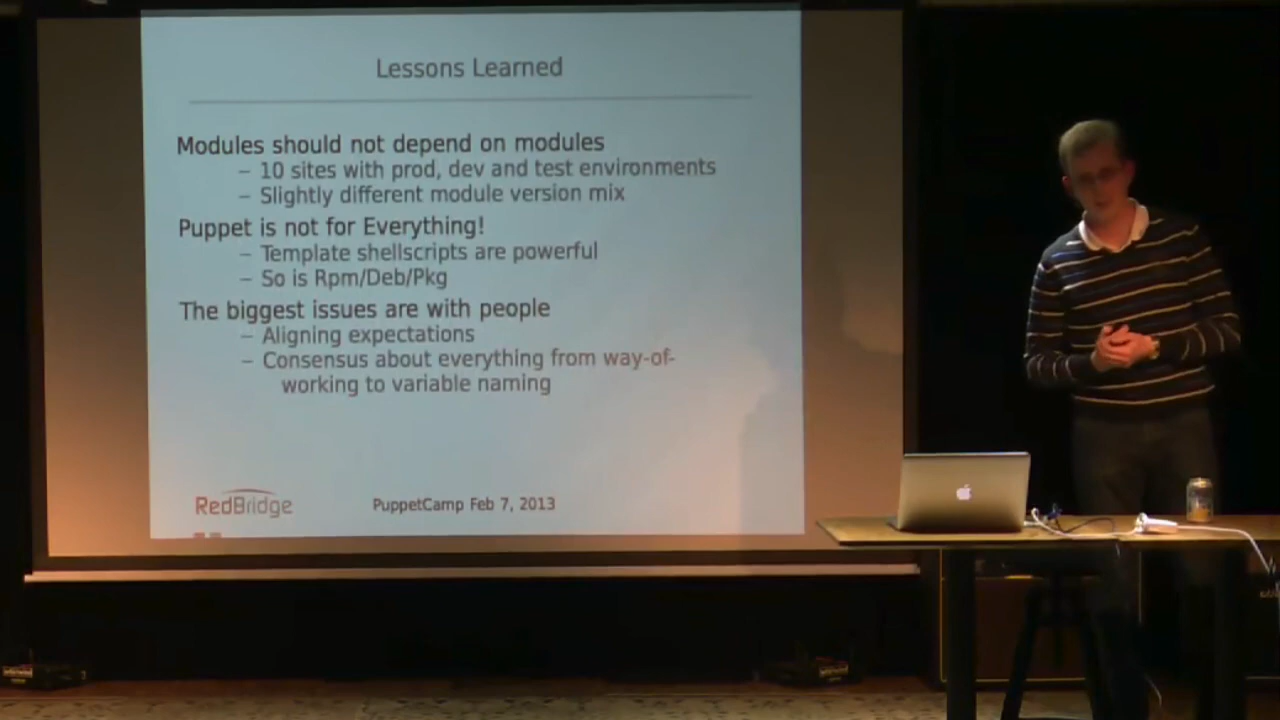 Lessons Learned
Modules should not depend on modules
– 10 sites with prod, dev and test environments
– Slightly different module version mix
Puppet is not for Everything!
– Template shellscripts are powerful
– So is Rpm/Deb/Pkg
The biggest issues are with people
– Aligning expectations
– Consensus about everything from way-of-
working to variable naming
RedBridge
PuppetCamp Feb 7, 2013